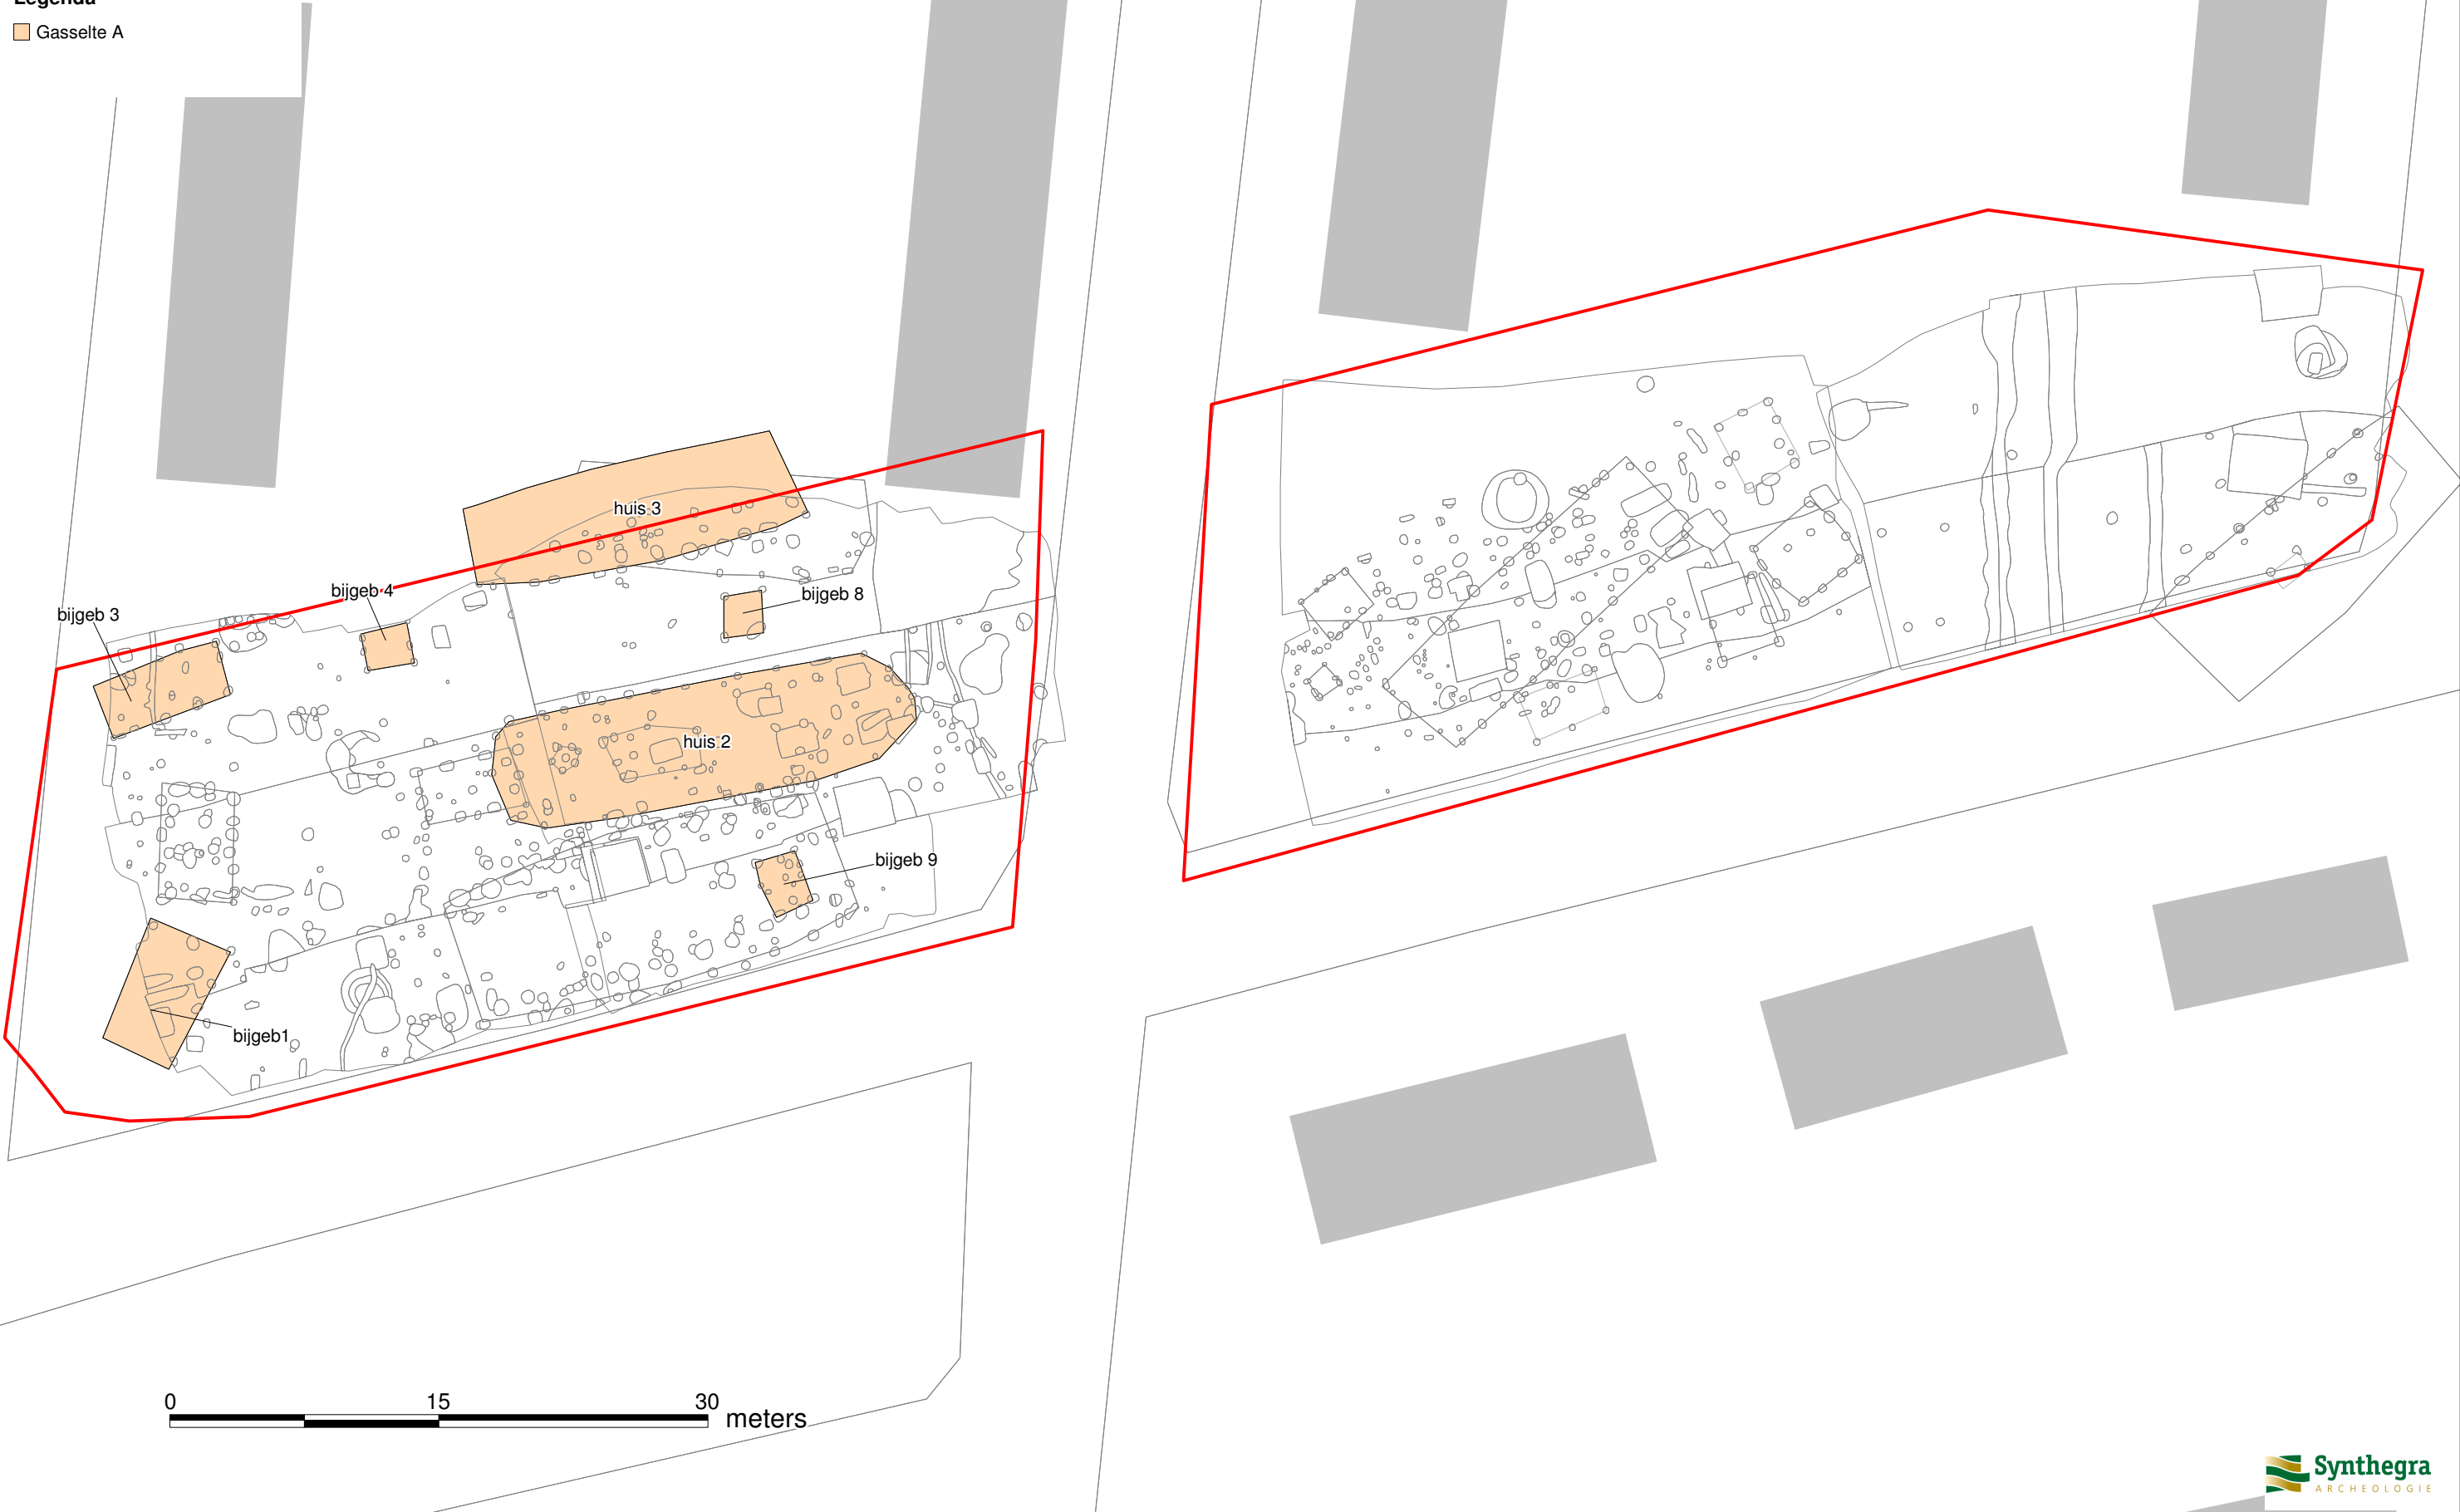 Legenda
Gasselte A
huis 3
bijgeb 4
bijgeb 8
bijgeb 3
huis 2
bijgeb 9
bijgeb1
0 15 30
meters
Synthegra
ARCHEOLOGIE